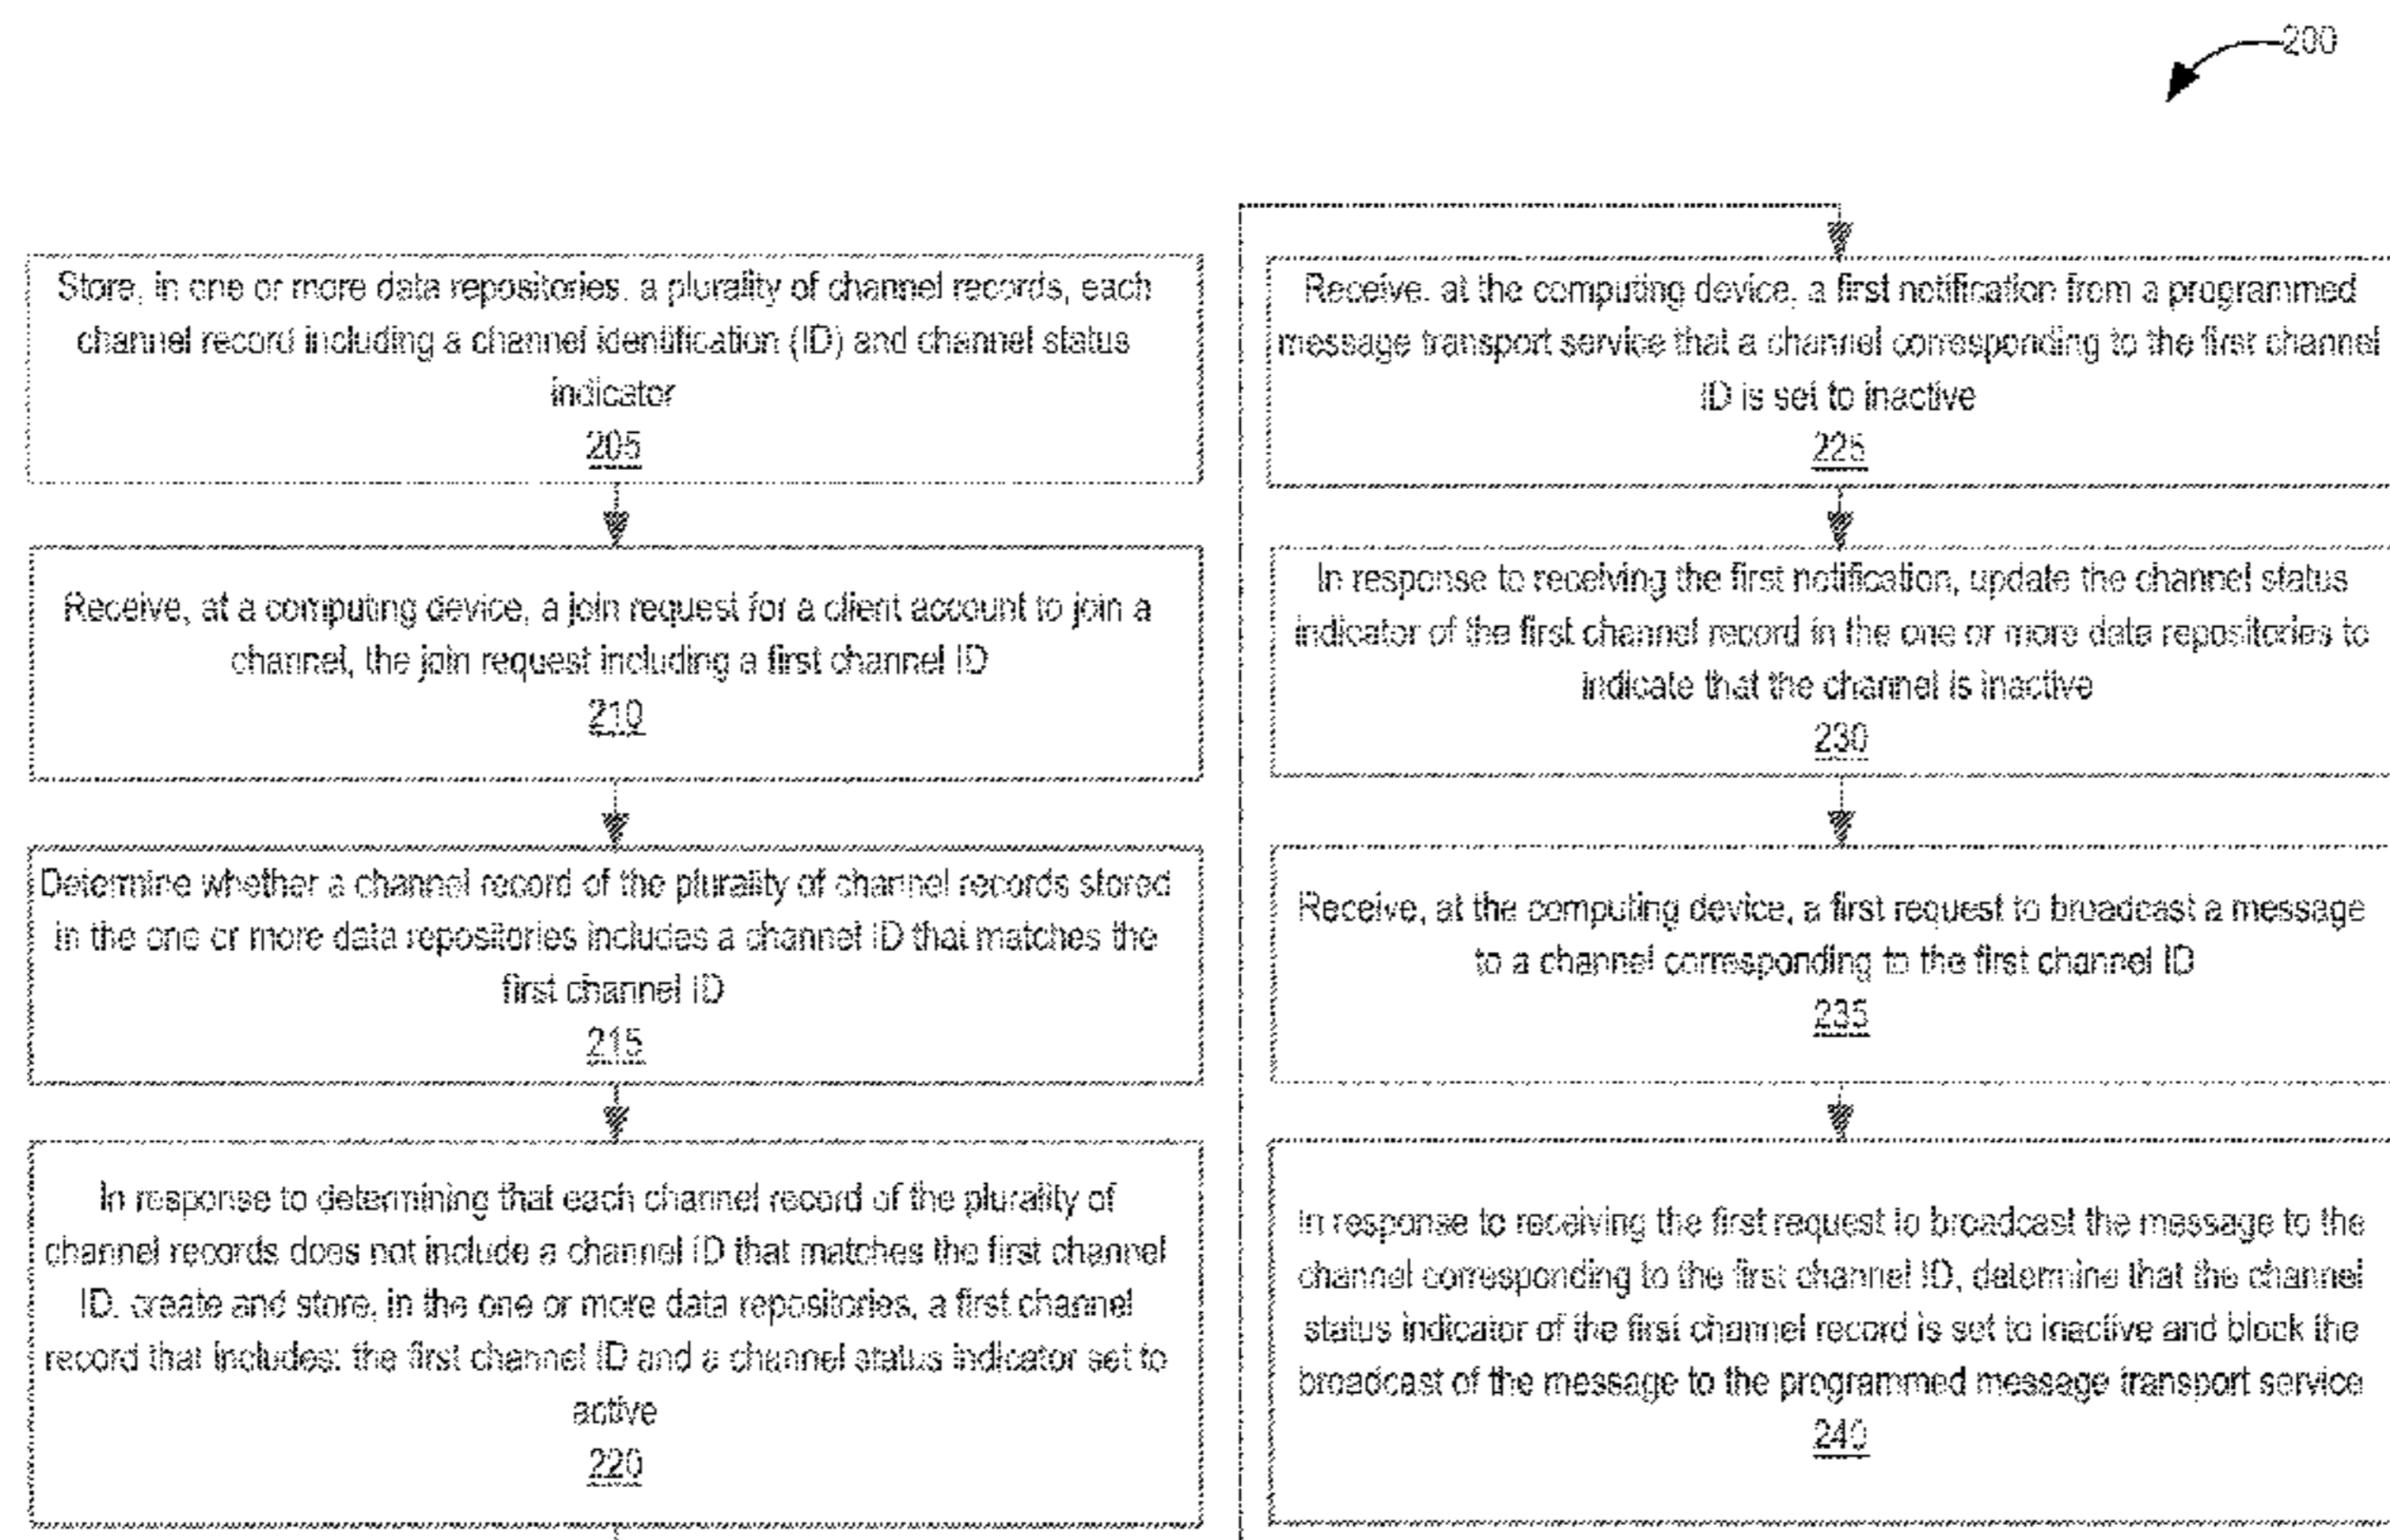 200
Store, in one or more data repositories, a plurality of channel records, each
channel record including a channel identification (ID) and channel status
indicator
205
Receive, at a computing device, a join request for a client account to join a
channel, the join request including a first channel ID
210
Determine whether a channel record of the plurality of channel records stored
in the one or more data repositories includes a channel ID that matches the
first channel ID
215
In response to determining that each channel record of the plurality of
channel records does not include a channel ID that matches the first channel
ID, create and store, in the one or more data repositories, a first channel
record that includes: the first channel ID and a channel status indicator set to
active
220
Receive, at the computing device, a first notification from a programmed
message transport service that a channel corresponding to the first channel
ID is set to inactive
225
In response to receiving the first notification, update the channel status
indicator of the first channel record in the one or more data repositories to
indicate that the channel is inactive
230
Receive, at the computing device, a first request to broadcast a message
to a channel corresponding to the first channel ID
235
In response to receiving the first request to broadcast the message to the
channel corresponding to the first channel ID, determine that the channel
status indicator of the first channel record is set to inactive and block the
broadcast of the message to the programmed message transport service
240